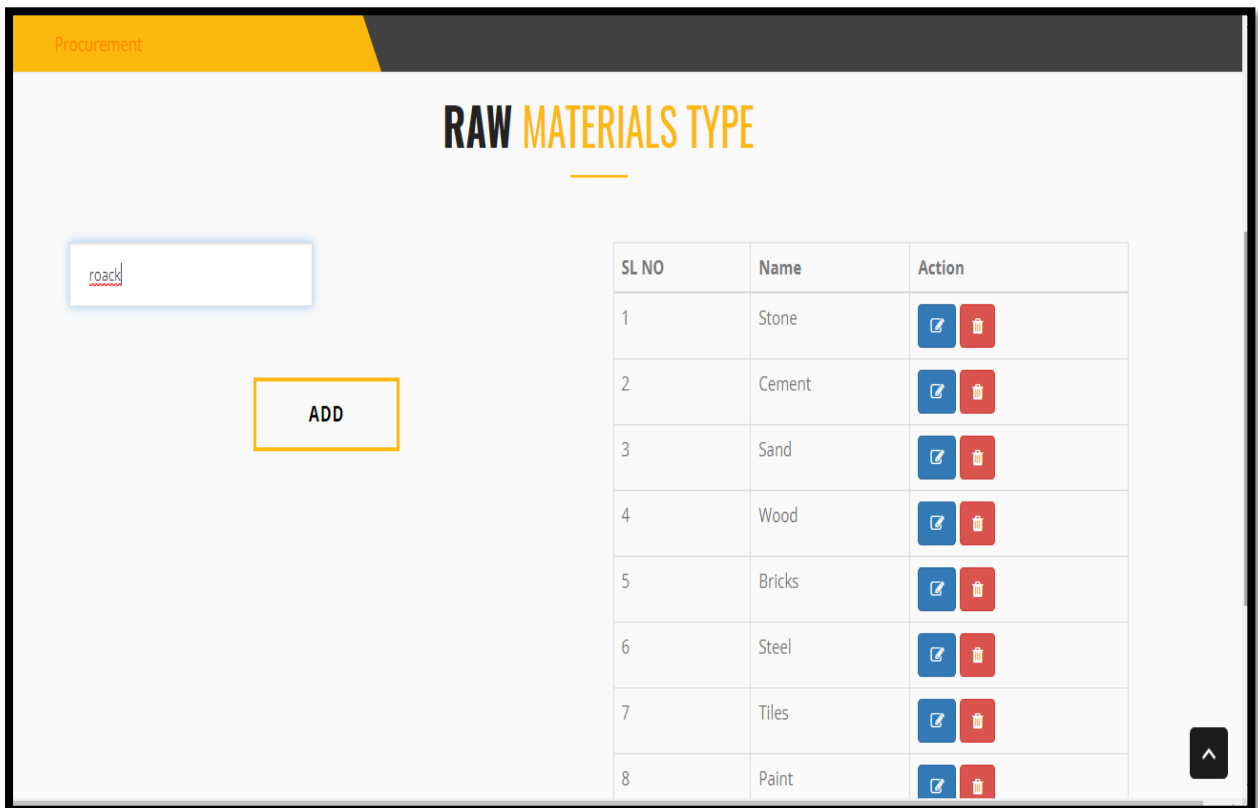 Procurement
RAW MATERIALS TYPE
roack
ADD
SL NO Name Action
1 Stone
2 Cement
3 Sand
4 Wood
5 Bricks
6 Steel
7 Tiles
8 Paint